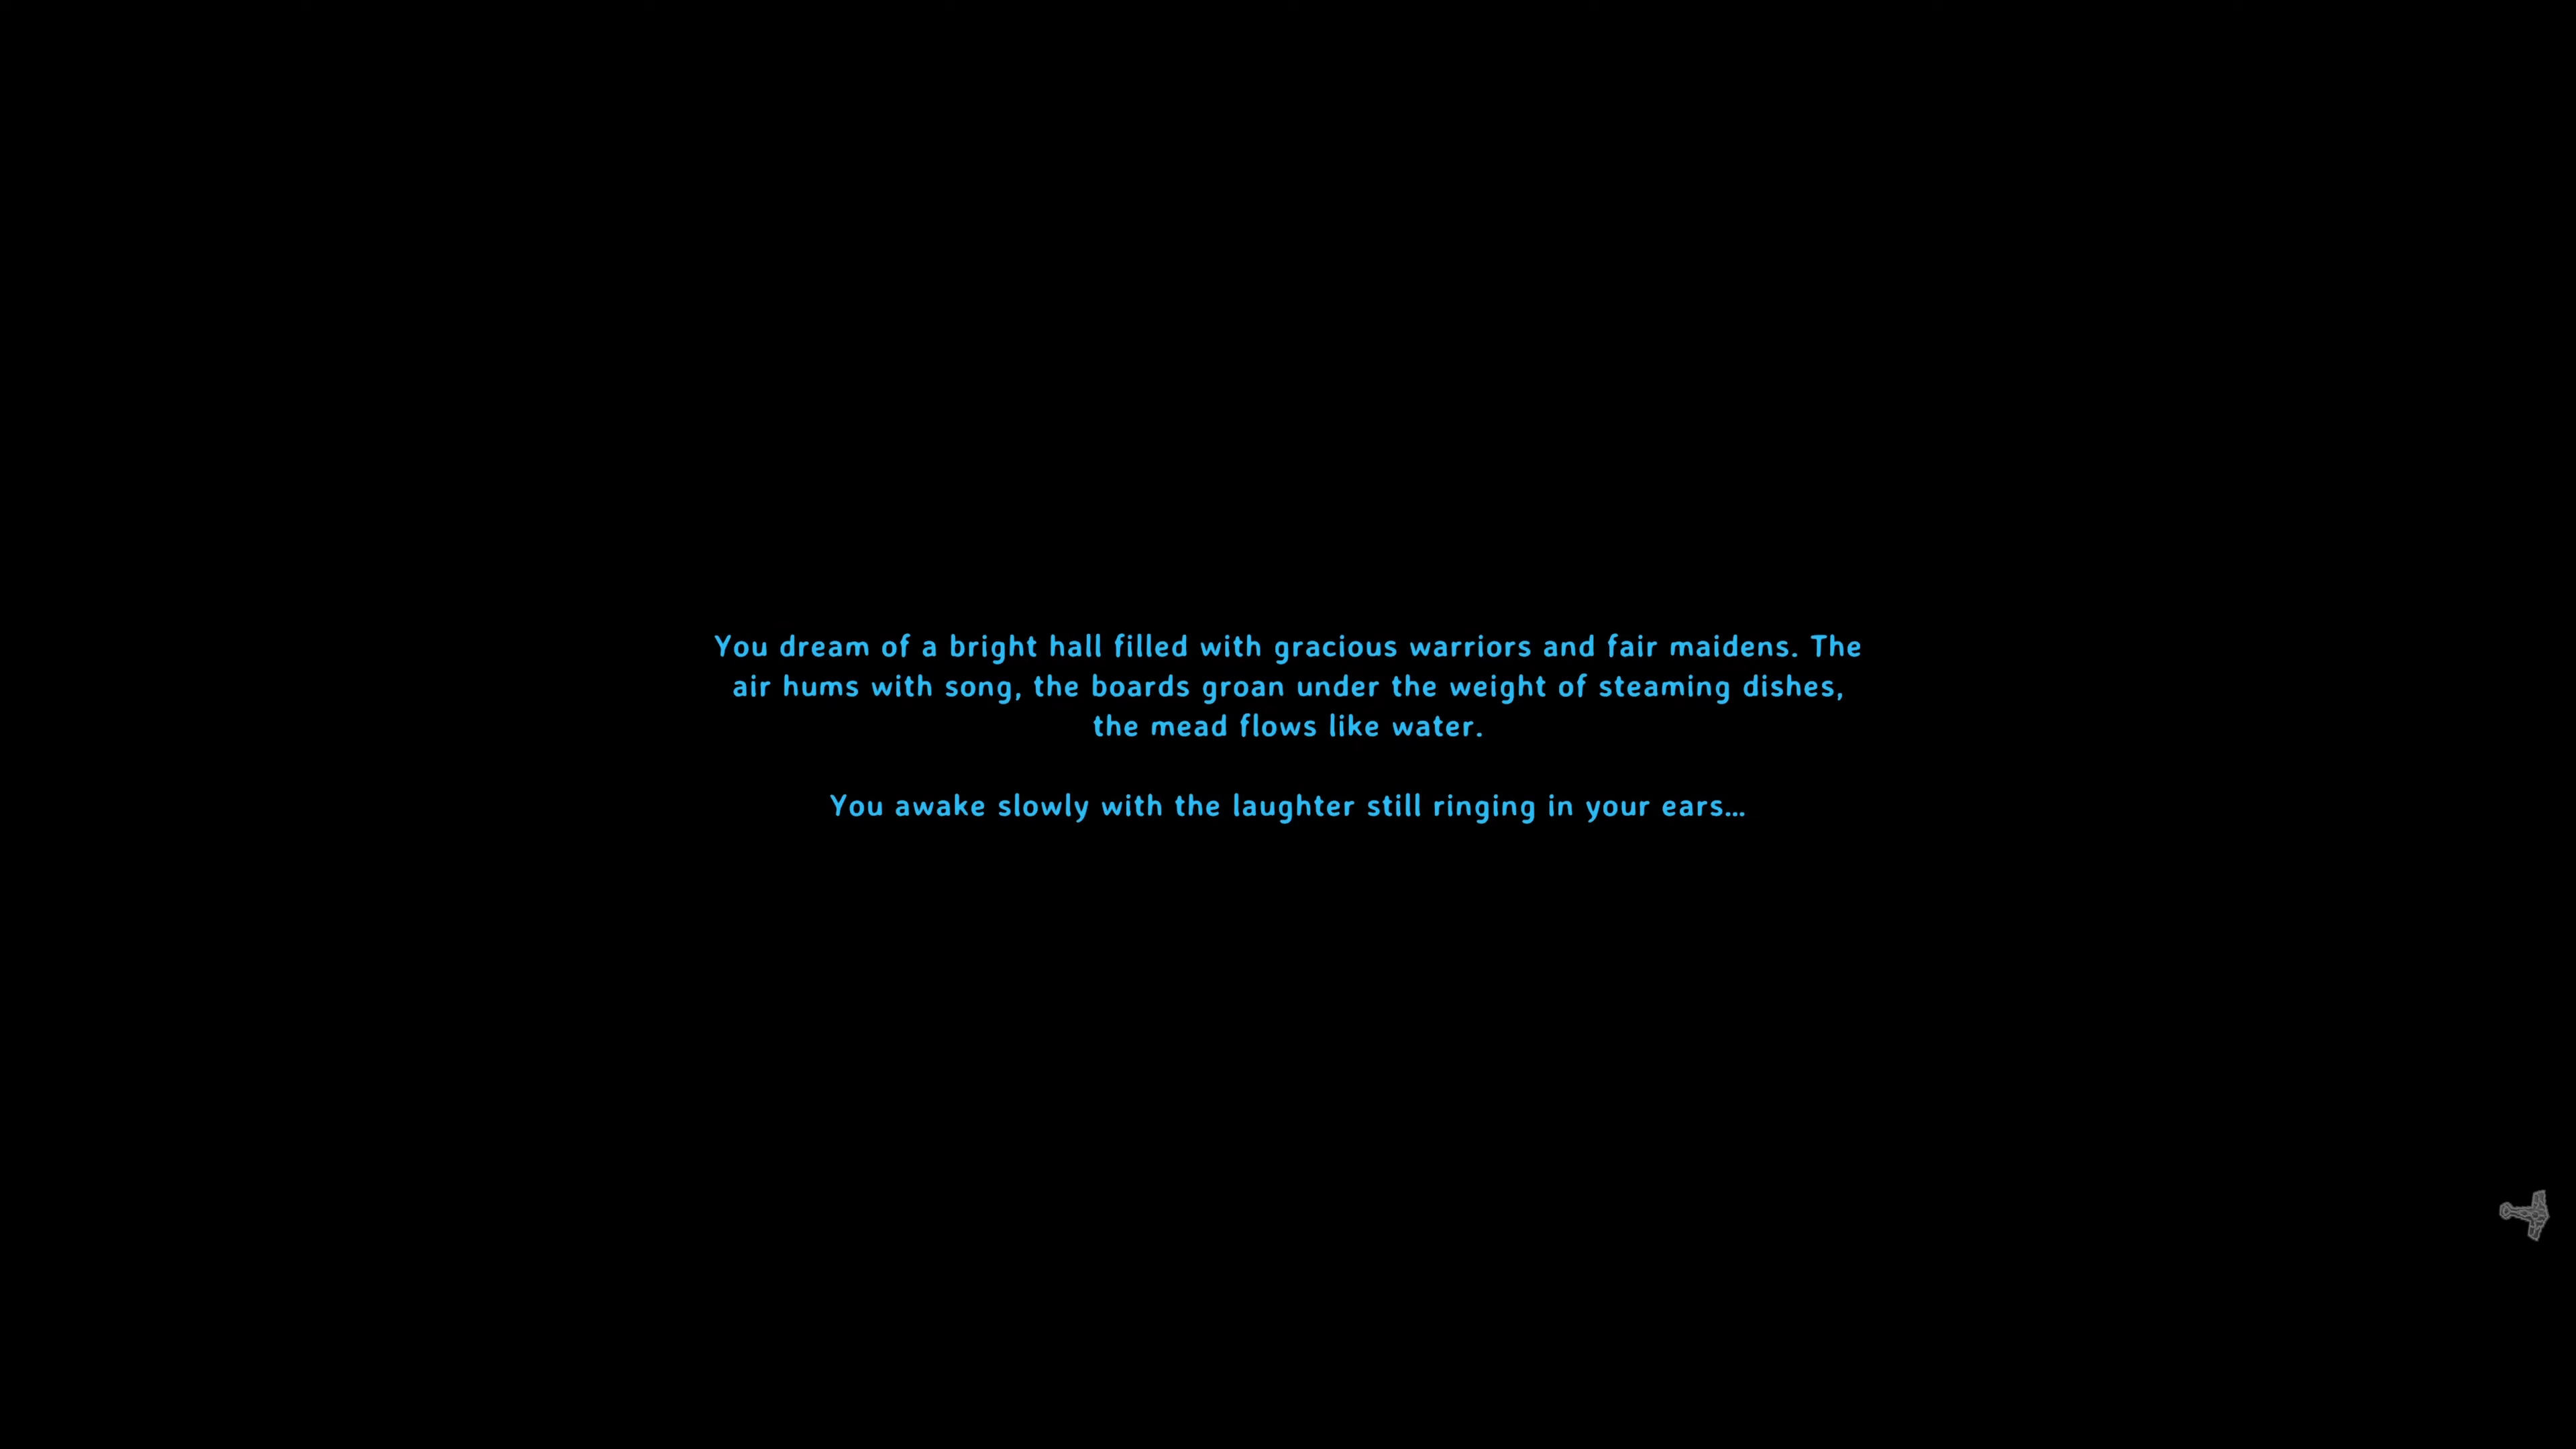 You dream of a bright hall filled with gracious warriors and fair maidens. The
air hums with song, the boards groan under the weight of steaming dishes,
the mead flows like water.
You awake slowly with the laughter still ringing in your ears...